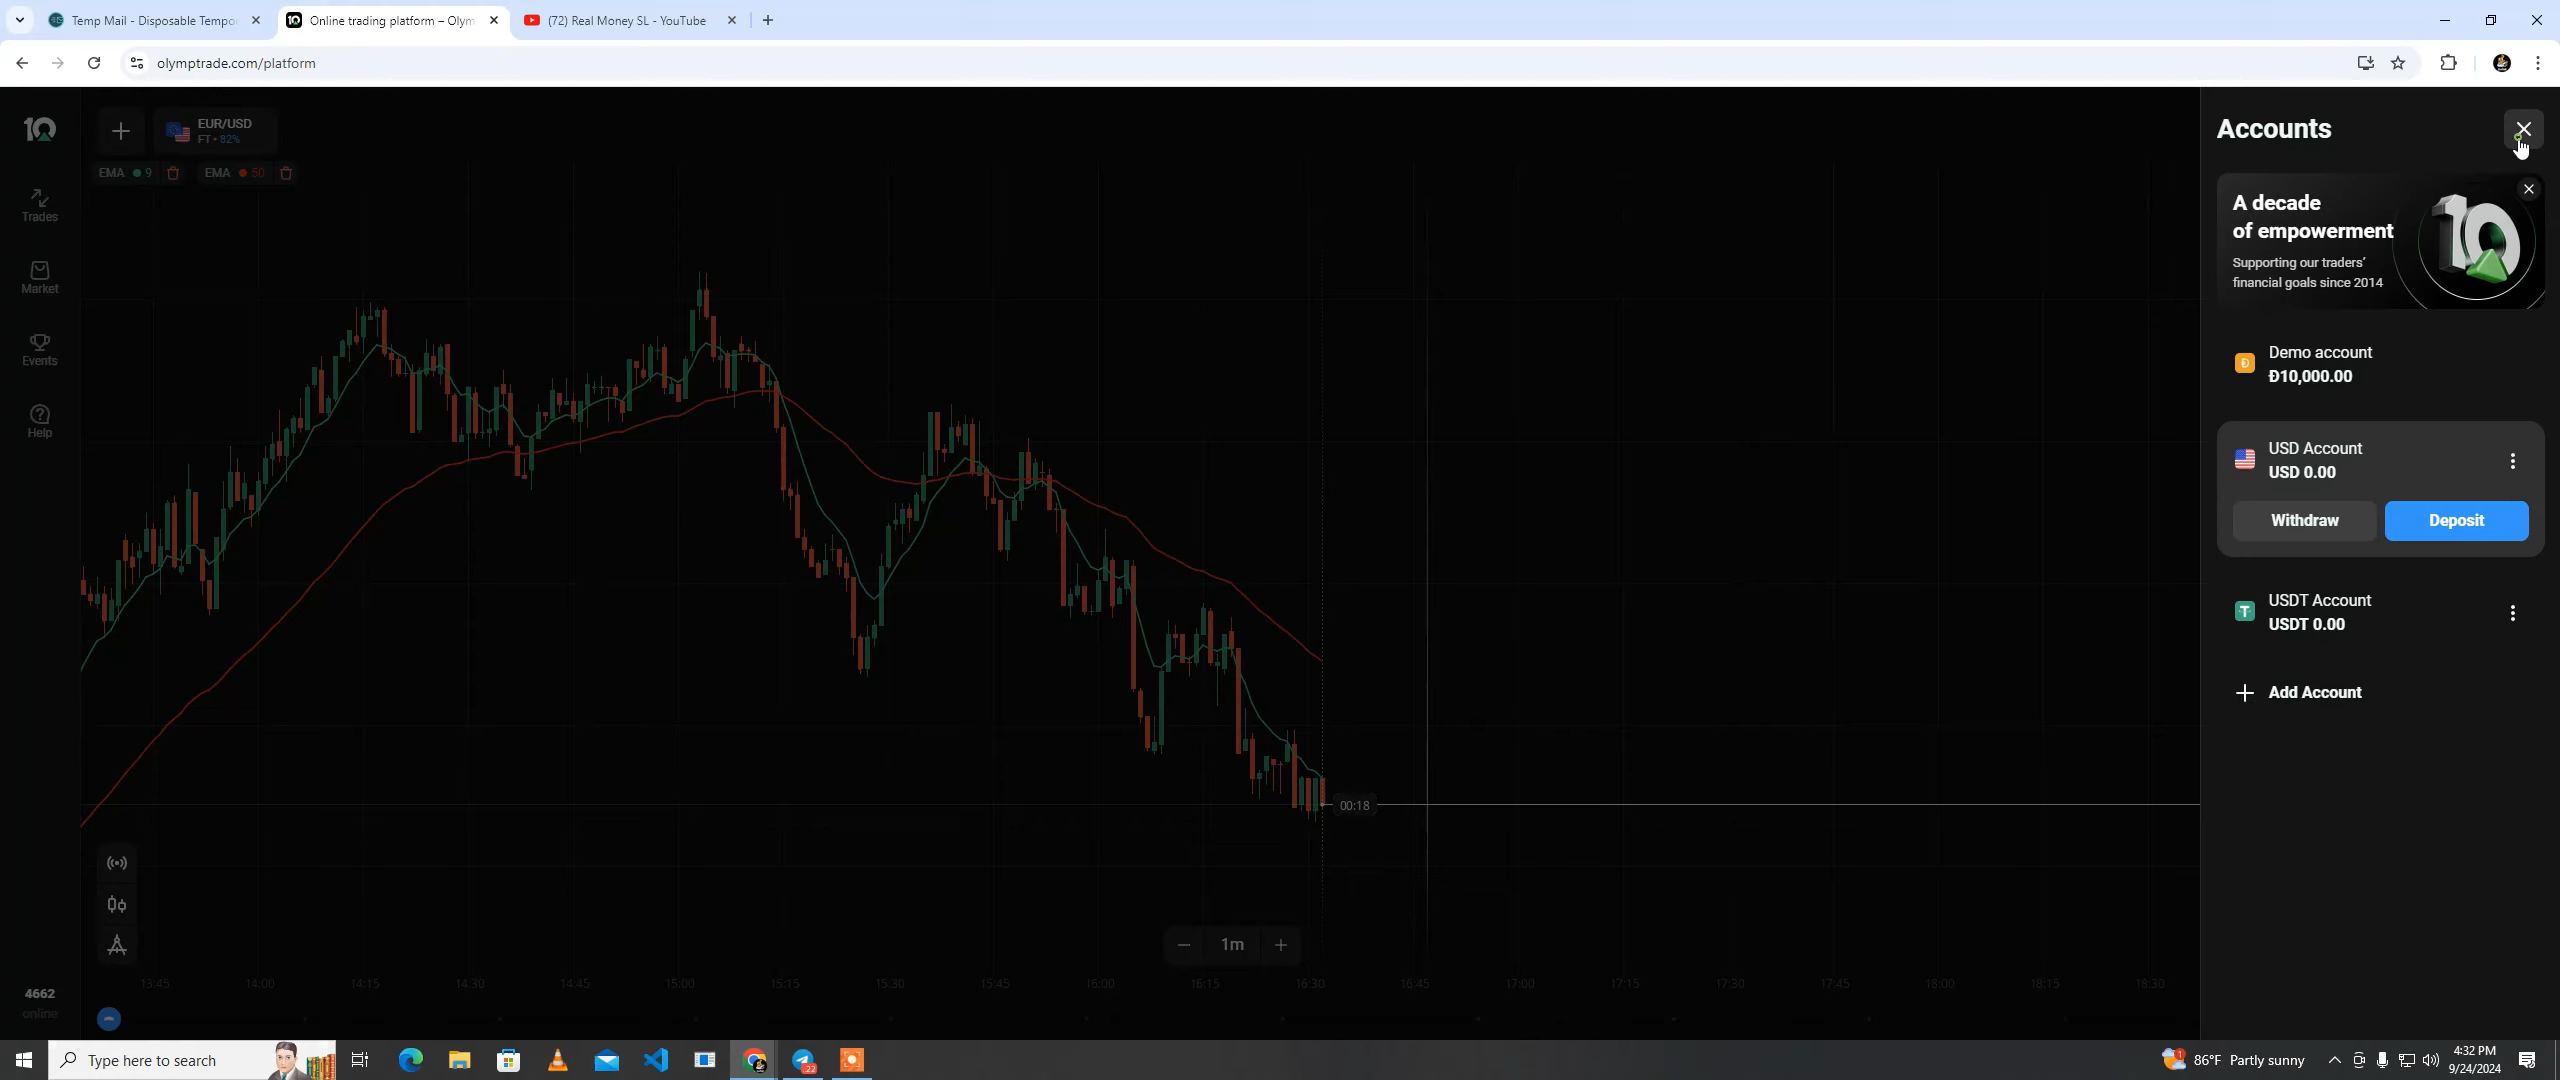 Temp Mail - Disposable Tempo
Online trading platform – Olym
(72) Real Money SL - YouTube
olymptrade.com/platform
10
EUR/USD
FT • 82%
EMA 9
EMA 50
Trades
Market
Events
Help
Accounts
A decade
of empowerment
Supporting our traders'
financial goals since 2014
10
Demo account
Đ10,000.00
USD Account
USD 0.00
Withdraw
Deposit
USDT Account
USDT 0.00
Add Account
00:18
1m
13:45 14:00 14:15 14:30 14:45 15:00 15:15 15:30 15:45 16:00 16:15 16:30 16:45 17:00 17:15 17:30 17:45 18:00 18:15 18:30
4662
online
Type here to search
22
1
86°F Partly sunny
4:32 PM
9/24/2024